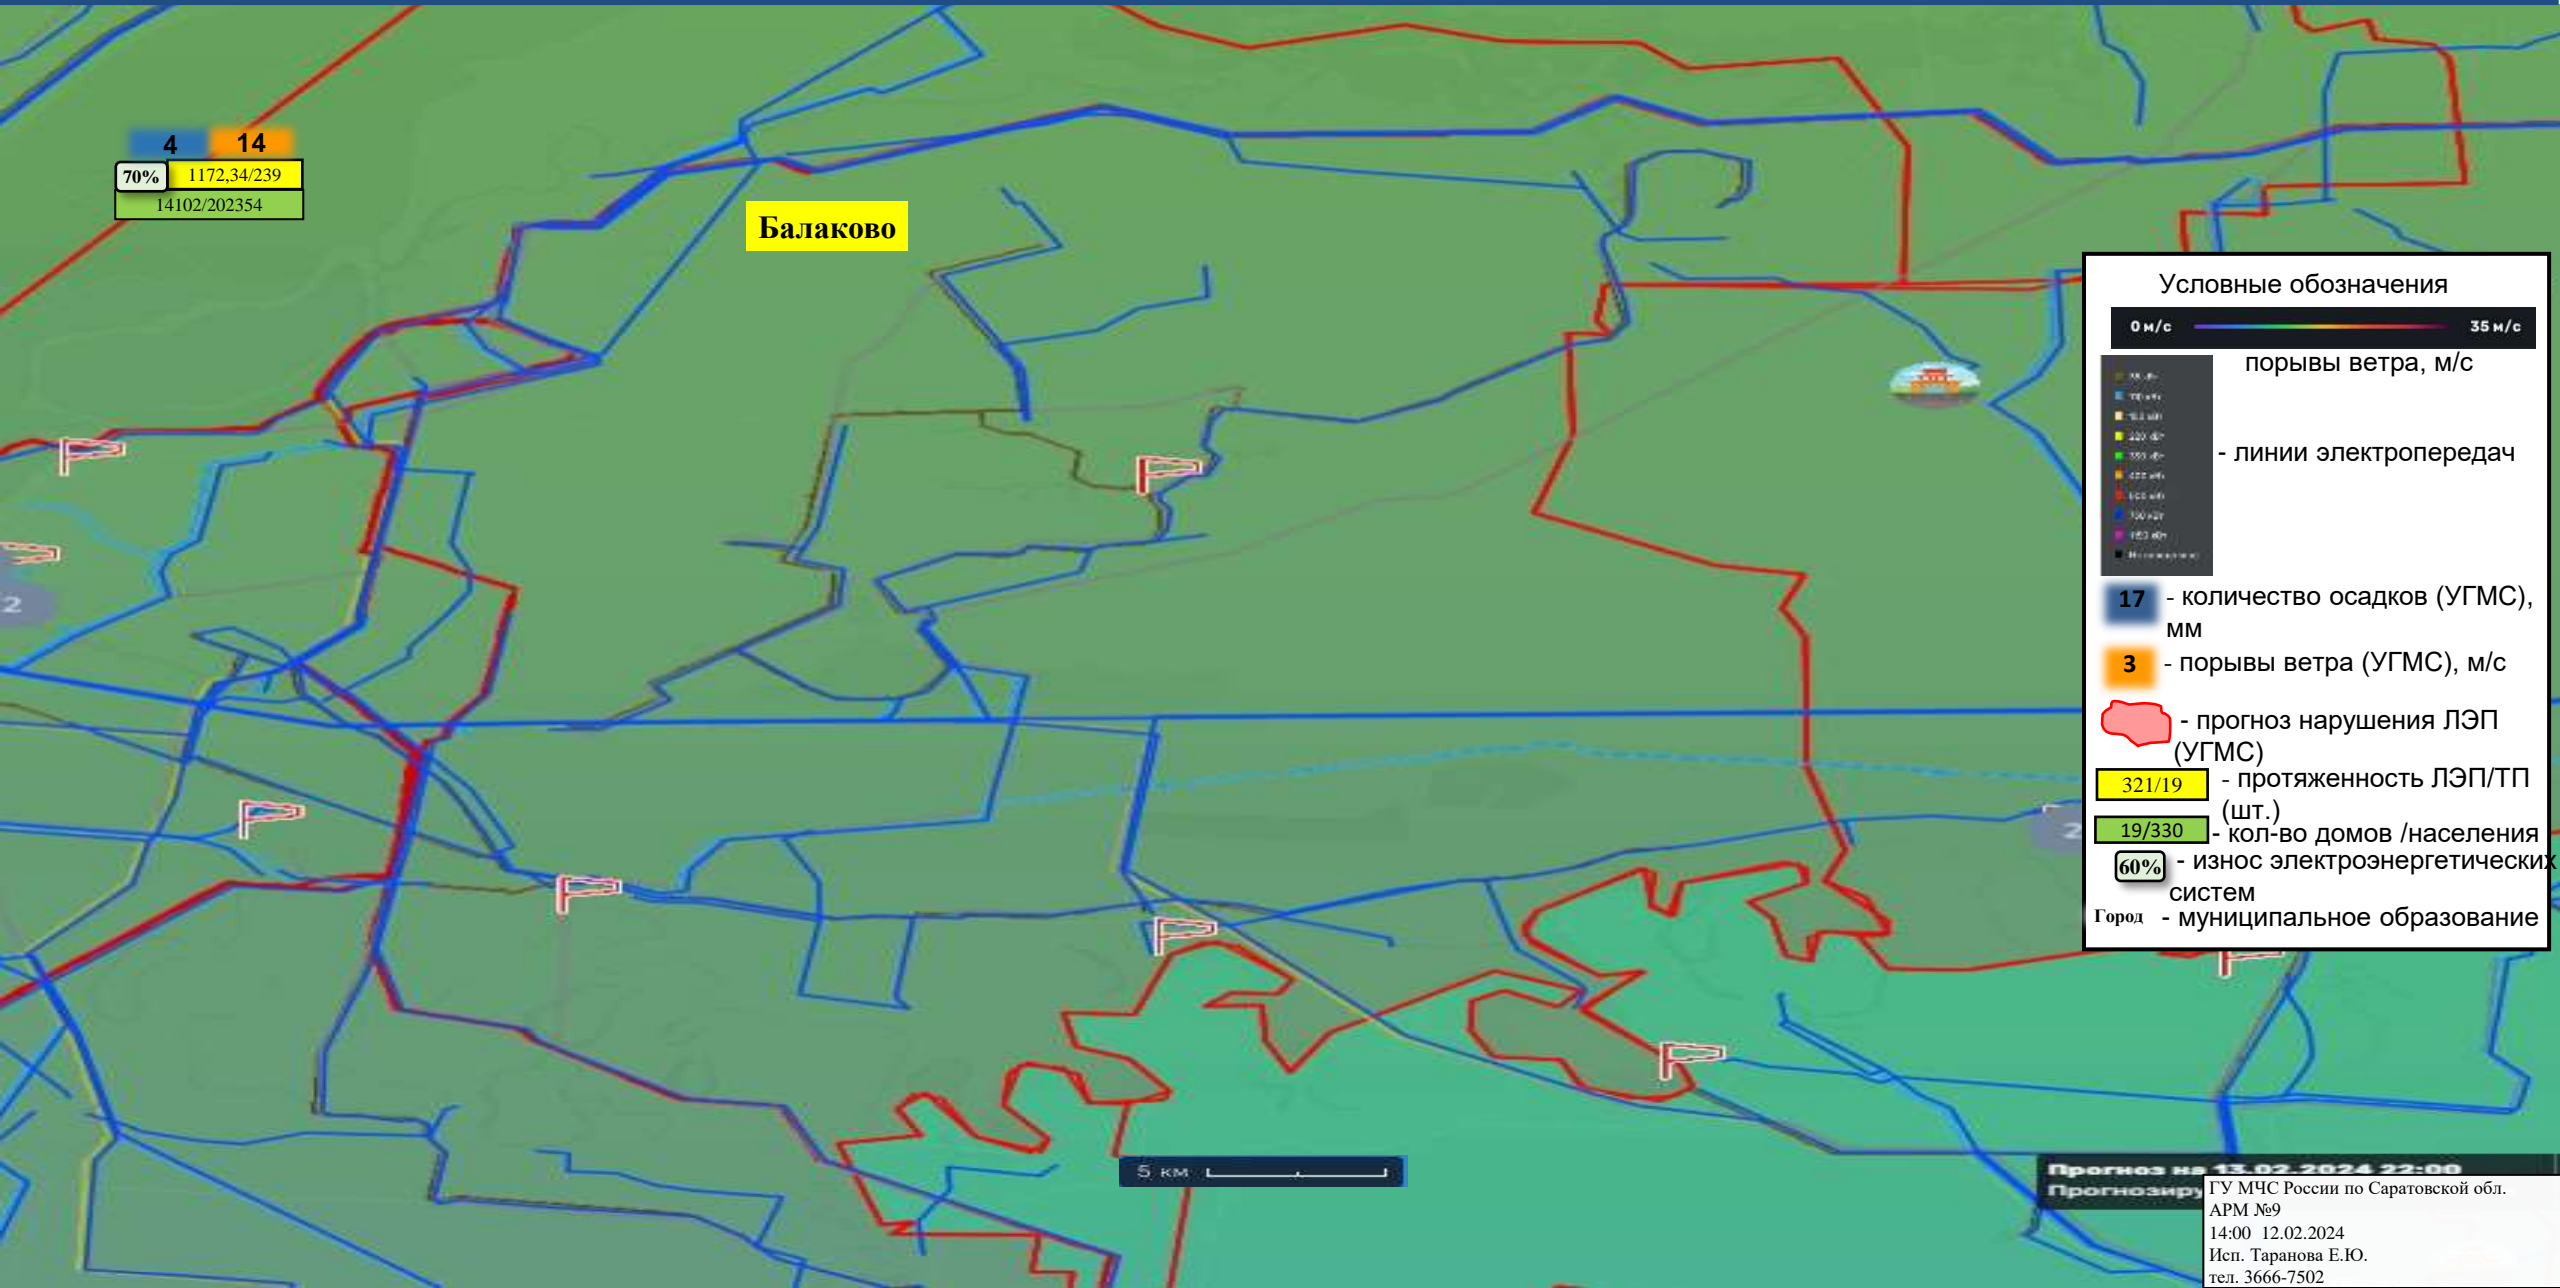 4 14
70% 1172,34/239
14102/202354
Балаково
2
Условные обозначения
0 м/с 35 м/с
порывы ветра, м/с
- линии электропередач
17 - количество осадков (УГМС),
мм
3 - порывы ветра (УГМС), м/с
- прогноз нарушения ЛЭП
(УГМС)
321/19 - протяженность ЛЭП/ТП
(шт.)
19/330 - кол-во домов /населения
60% - износ электроэнергетических
систем
Город - муниципальное образование
2
5 км
Прогноз на 13.02.2024 22:00
Прогнозиру
ГУ МЧС России по Саратовской обл.
АРМ №9
14:00 12.02.2024
Исп. Таранова Е.Ю.
тел. 3666-7502